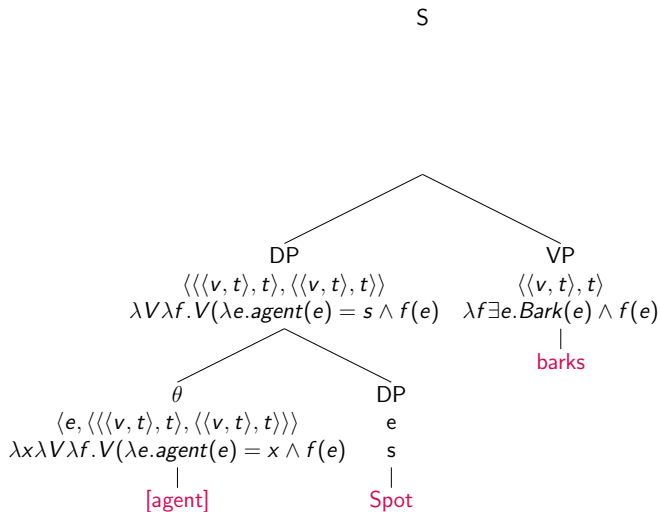 S
DP VP
⟨⟨⟨v, t⟩, t⟩, ⟨⟨v, t⟩, t⟩⟩ ⟨⟨v, t⟩, t⟩
λVλf.V(λe.agent(e) = s ∧ f(e) λf∃e.Bark(e) ∧ f(e)
barks
θ DP
⟨e, ⟨⟨⟨v, t⟩, t⟩, ⟨⟨v, t⟩, t⟩⟩⟩ e
λxλVλf.V(λe.agent(e) = x ∧ f(e) s
[agent] Spot